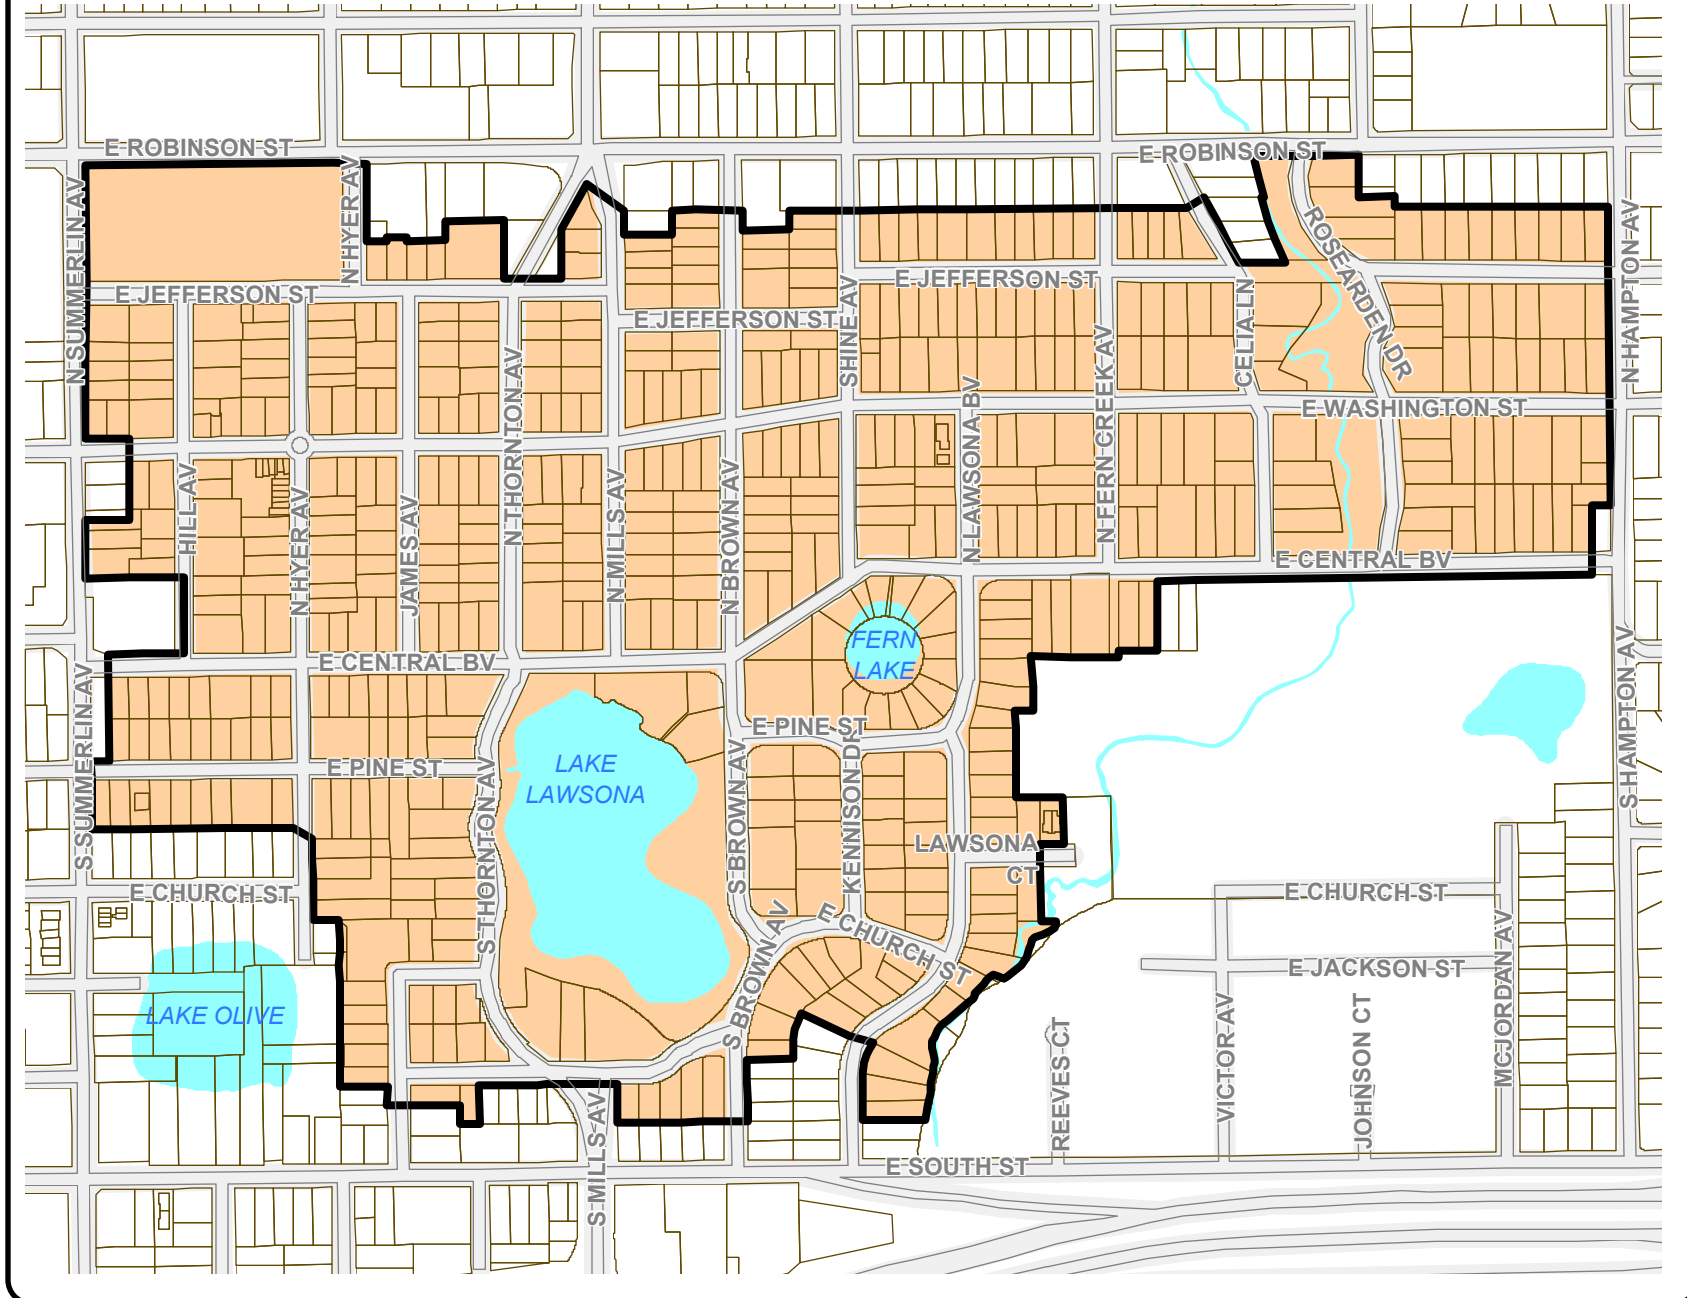 E ROBINSON ST
E ROBINSON ST
N SUMMERLIN AV
N HYER AV
ROSEARDEN DR
N HAMPTON AV
E JEFFERSON ST
E JEFFERSON ST
E JEFFERSON ST
SHINE AV
CELIA LN
N FERN CREEK AV
N THORNTON AV
N LAWSONA BV
E WASHINGTON ST
HILL AV
N HYER AV
JAMES AV
N MILLS AV
N BROWN AV
E CENTRAL BV
E CENTRAL BV
FERN
LAKE
S SUMMERLIN AV
S HAMPTON AV
E PINE ST
E PINE ST
LAKE
LAWSONA
S THORNTON AV
S BROWN AV
KENNISON DR
LAWSONA
CT
E CHURCH ST
E CHURCH ST
E CHURCH ST
E JACKSON ST
MCJORDAN AV
LAKE OLIVE
S BROWN AV
REEVES CT
VICTOR AV
JOHNSON CT
S MILLS AV
E SOUTH ST